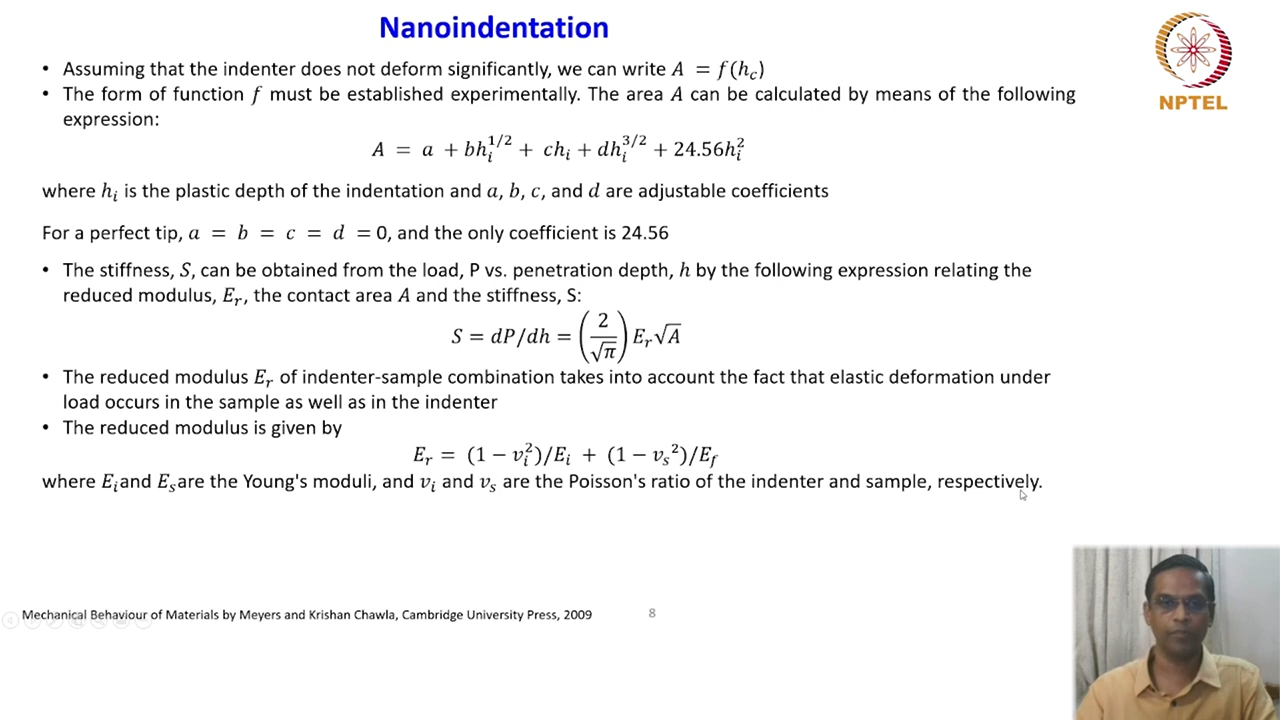 Nanoindentation
NPTEL
• Assuming that the indenter does not deform significantly, we can write A = f(h_c)
• The form of function f must be established experimentally. The area A can be calculated by means of the following
expression:
A = a + bh_i^{1/2} + ch_i + dh_i^{3/2} + 24.56h_i^2
where h_i is the plastic depth of the indentation and a, b, c, and d are adjustable coefficients
For a perfect tip, a = b = c = d = 0, and the only coefficient is 24.56
• The stiffness, S, can be obtained from the load, P vs. penetration depth, h by the following expression relating the
reduced modulus, E_r, the contact area A and the stiffness, S:
S = dP/dh = (2/√π) E_r√A
• The reduced modulus E_r of indenter-sample combination takes into account the fact that elastic deformation under
load occurs in the sample as well as in the indenter
• The reduced modulus is given by
E_r = (1 − ν_i^2)/E_i + (1 − ν_s^2)/E_f
where E_i and E_s are the Young's moduli, and ν_i and ν_s are the Poisson's ratio of the indenter and sample, respectively.
Mechanical Behaviour of Materials by Meyers and Krishan Chawla, Cambridge University Press, 2009
8